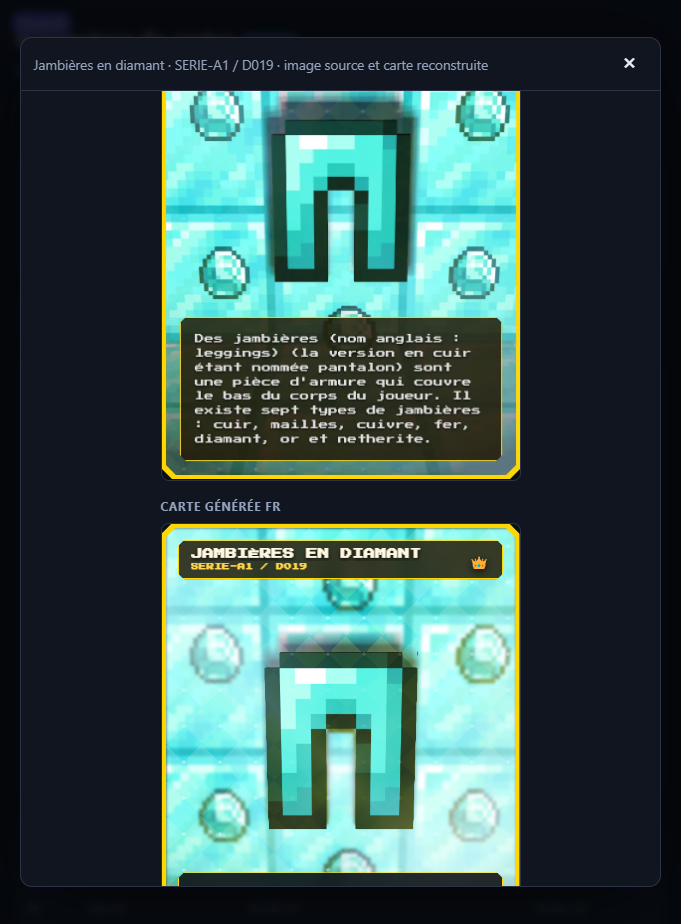 Jambières en diamant · SERIE-A1 / D019 · image source et carte reconstruite
×
Des jambières (nom anglais :
leggings) (la version en cuir
étant nommée pantalon) sont
une pièce d'armure qui couvre
le bas du corps du joueur. Il
existe sept types de jambières
: cuir, mailles, cuivre, fer,
diamant, or et netherite.
CARTE GÉNÉRÉE FR
JAMBIèRES EN DIAMANT
SERIE-A1 / D019